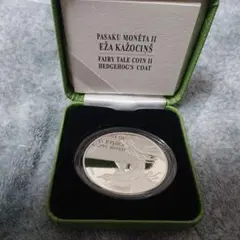 PASAKU MONĒTA II
EŽA KAŽOCIŅŠ
FAIRY TALE COIN II
HEDGEHOG'S COAT